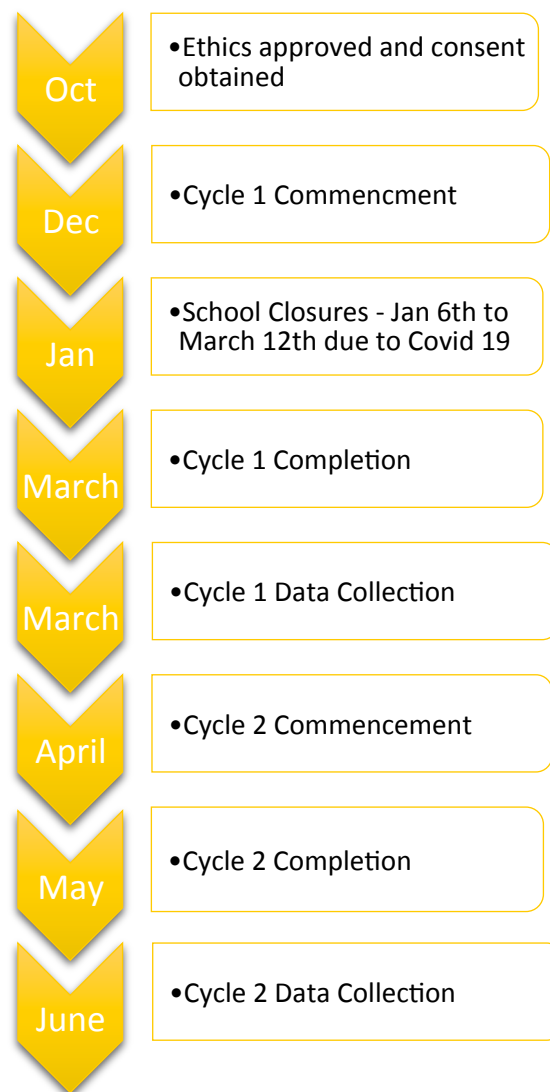 Oct
•Ethics approved and consent
obtained
Dec
•Cycle 1 Commencment
Jan
•School Closures - Jan 6th to
March 12th due to Covid 19
March
•Cycle 1 Completion
March
•Cycle 1 Data Collection
April
•Cycle 2 Commencement
May
•Cycle 2 Completion
June
•Cycle 2 Data Collection